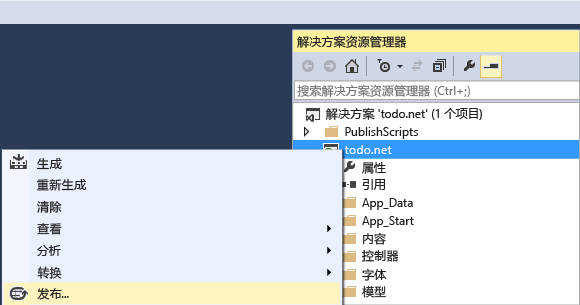 解决方案资源管理器
搜索解决方案资源管理器 (Ctrl+;)
解决方案 'todo.net' (1 个项目)
PublishScripts
todo.net
属性
引用
App_Data
App_Start
内容
控制器
字体
模型
生成
重新生成
清除
查看
分析
转换
发布...